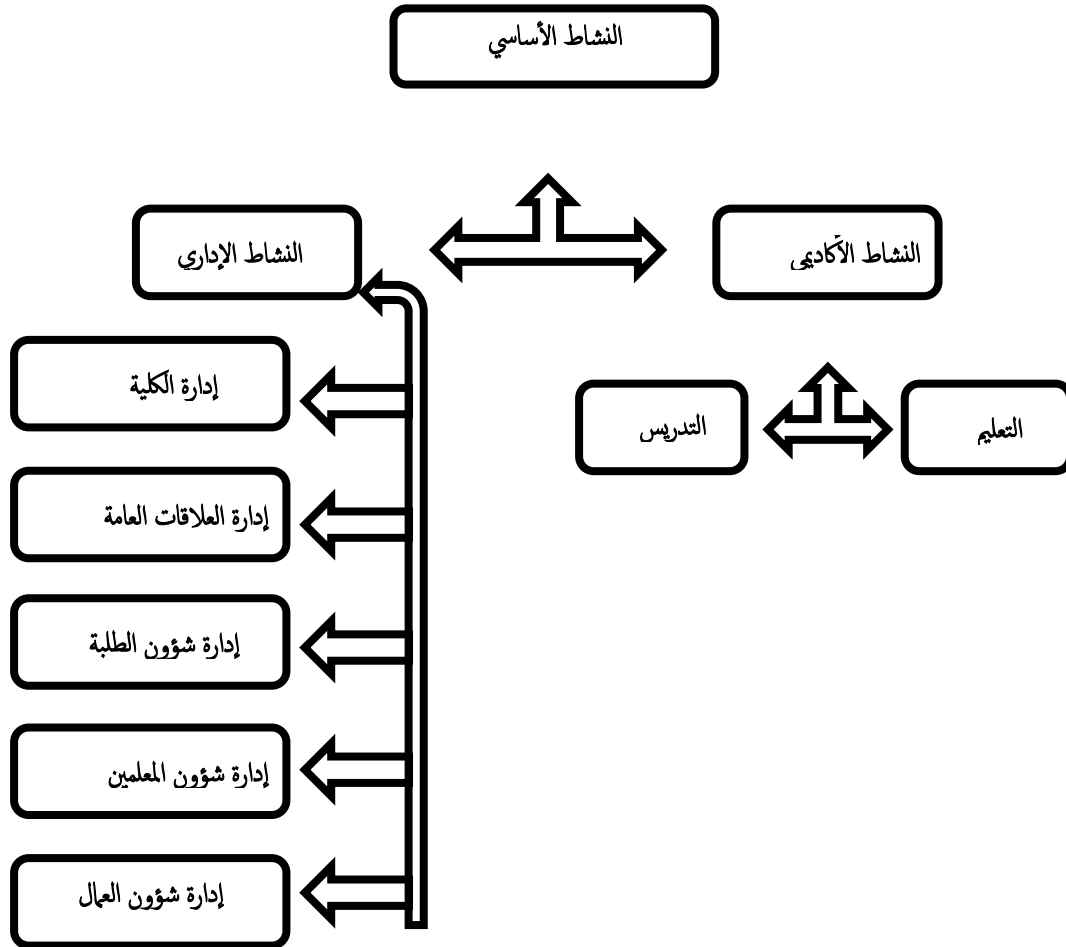 النشاط الأساسي
النشاط الأكاديمي
النشاط الإداري
التعليم
التدريس
إدارة الكلية
إدارة العلاقات العامة
إدارة شؤون الطلبة
إدارة شؤون المعلمين
إدارة شؤون العمال